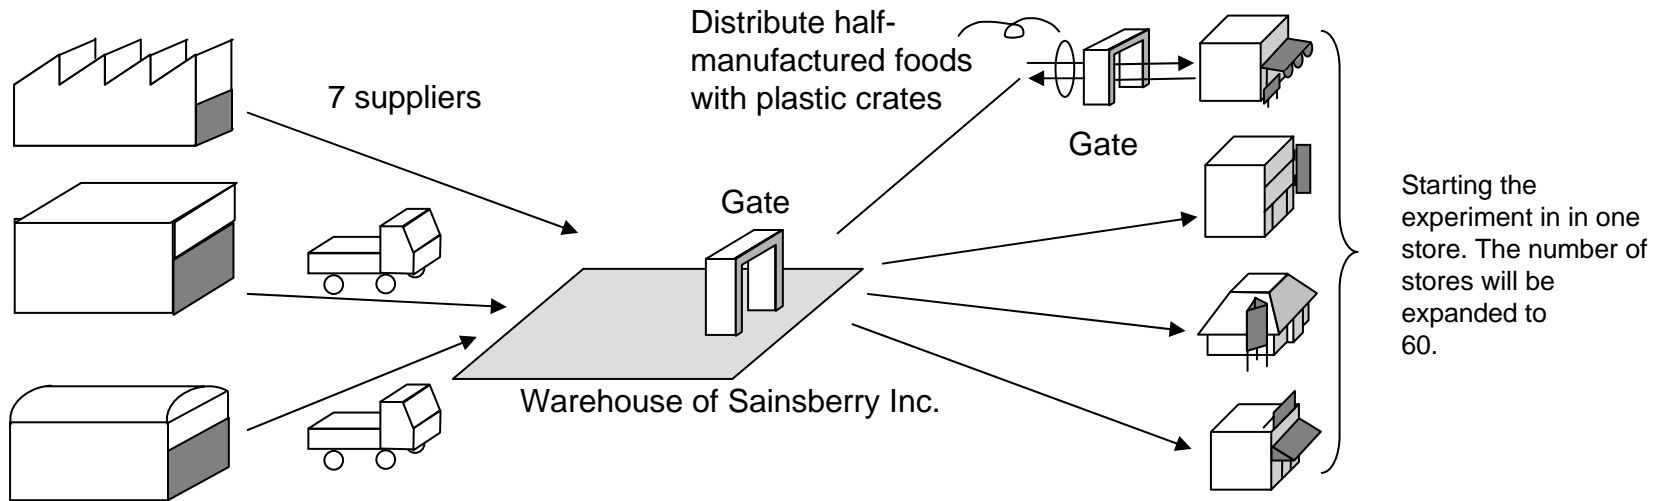 7 suppliers
Gate
Warehouse of Sainsberry Inc.
Distribute half-
manufactured foods
with plastic crates
Gate
Starting the
experiment in in one
store. The number of
stores will be
expanded to
60.